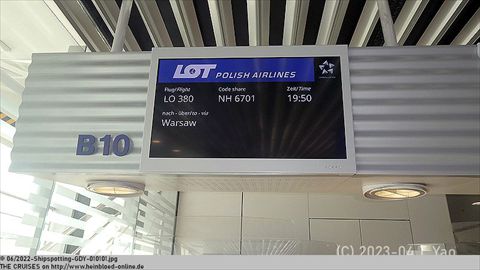 LOT POLISH AIRLINES
Flug/Flight Code share Zeit/Time
LO 380 NH 6701 19:50
nach - über/to - via
Warsaw
B10
(C) 2023-04 T. Yao
© 06/2022-Shipspotting-GDY-010101.jpg
THE CRUISES on http://www.heinbloed-online.de